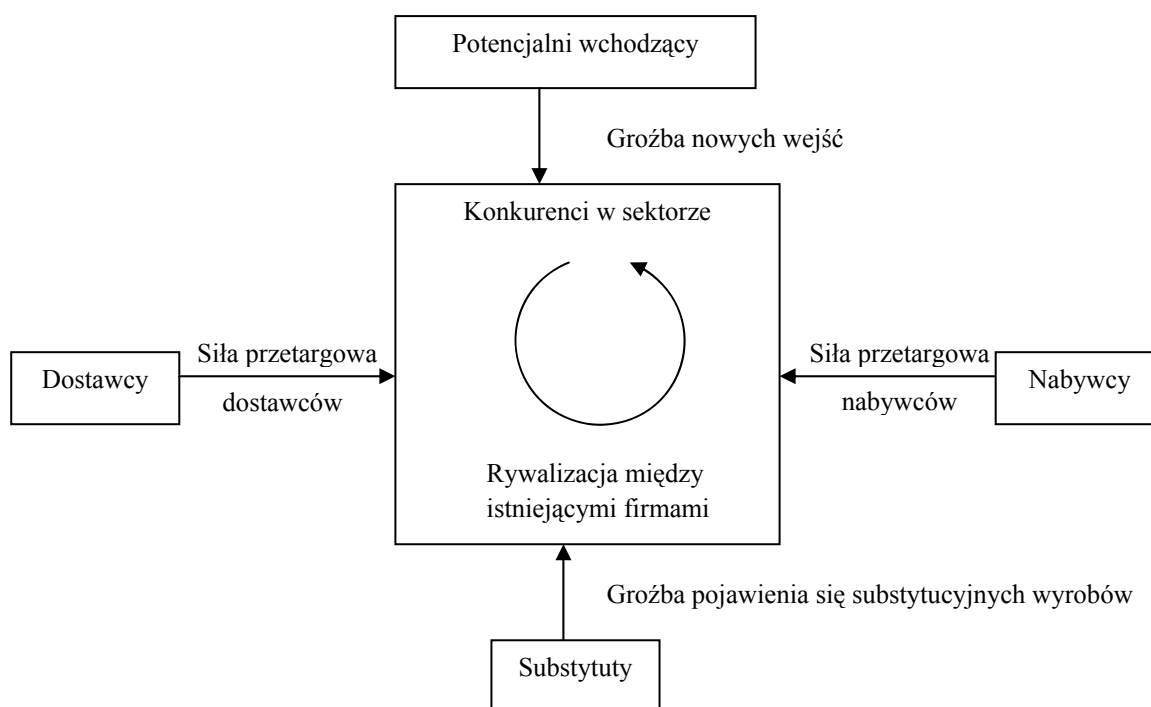 Potencjalni wchodzący
Groźba nowych wejść
Konkurenci w sektorze
Siła przetargowa
dostawców
Dostawcy
Siła przetargowa
nabywców
Nabywcy
Rywalizacja między
istniejącymi firmami
Groźba pojawienia się substytucyjnych wyrobów
Substytuty